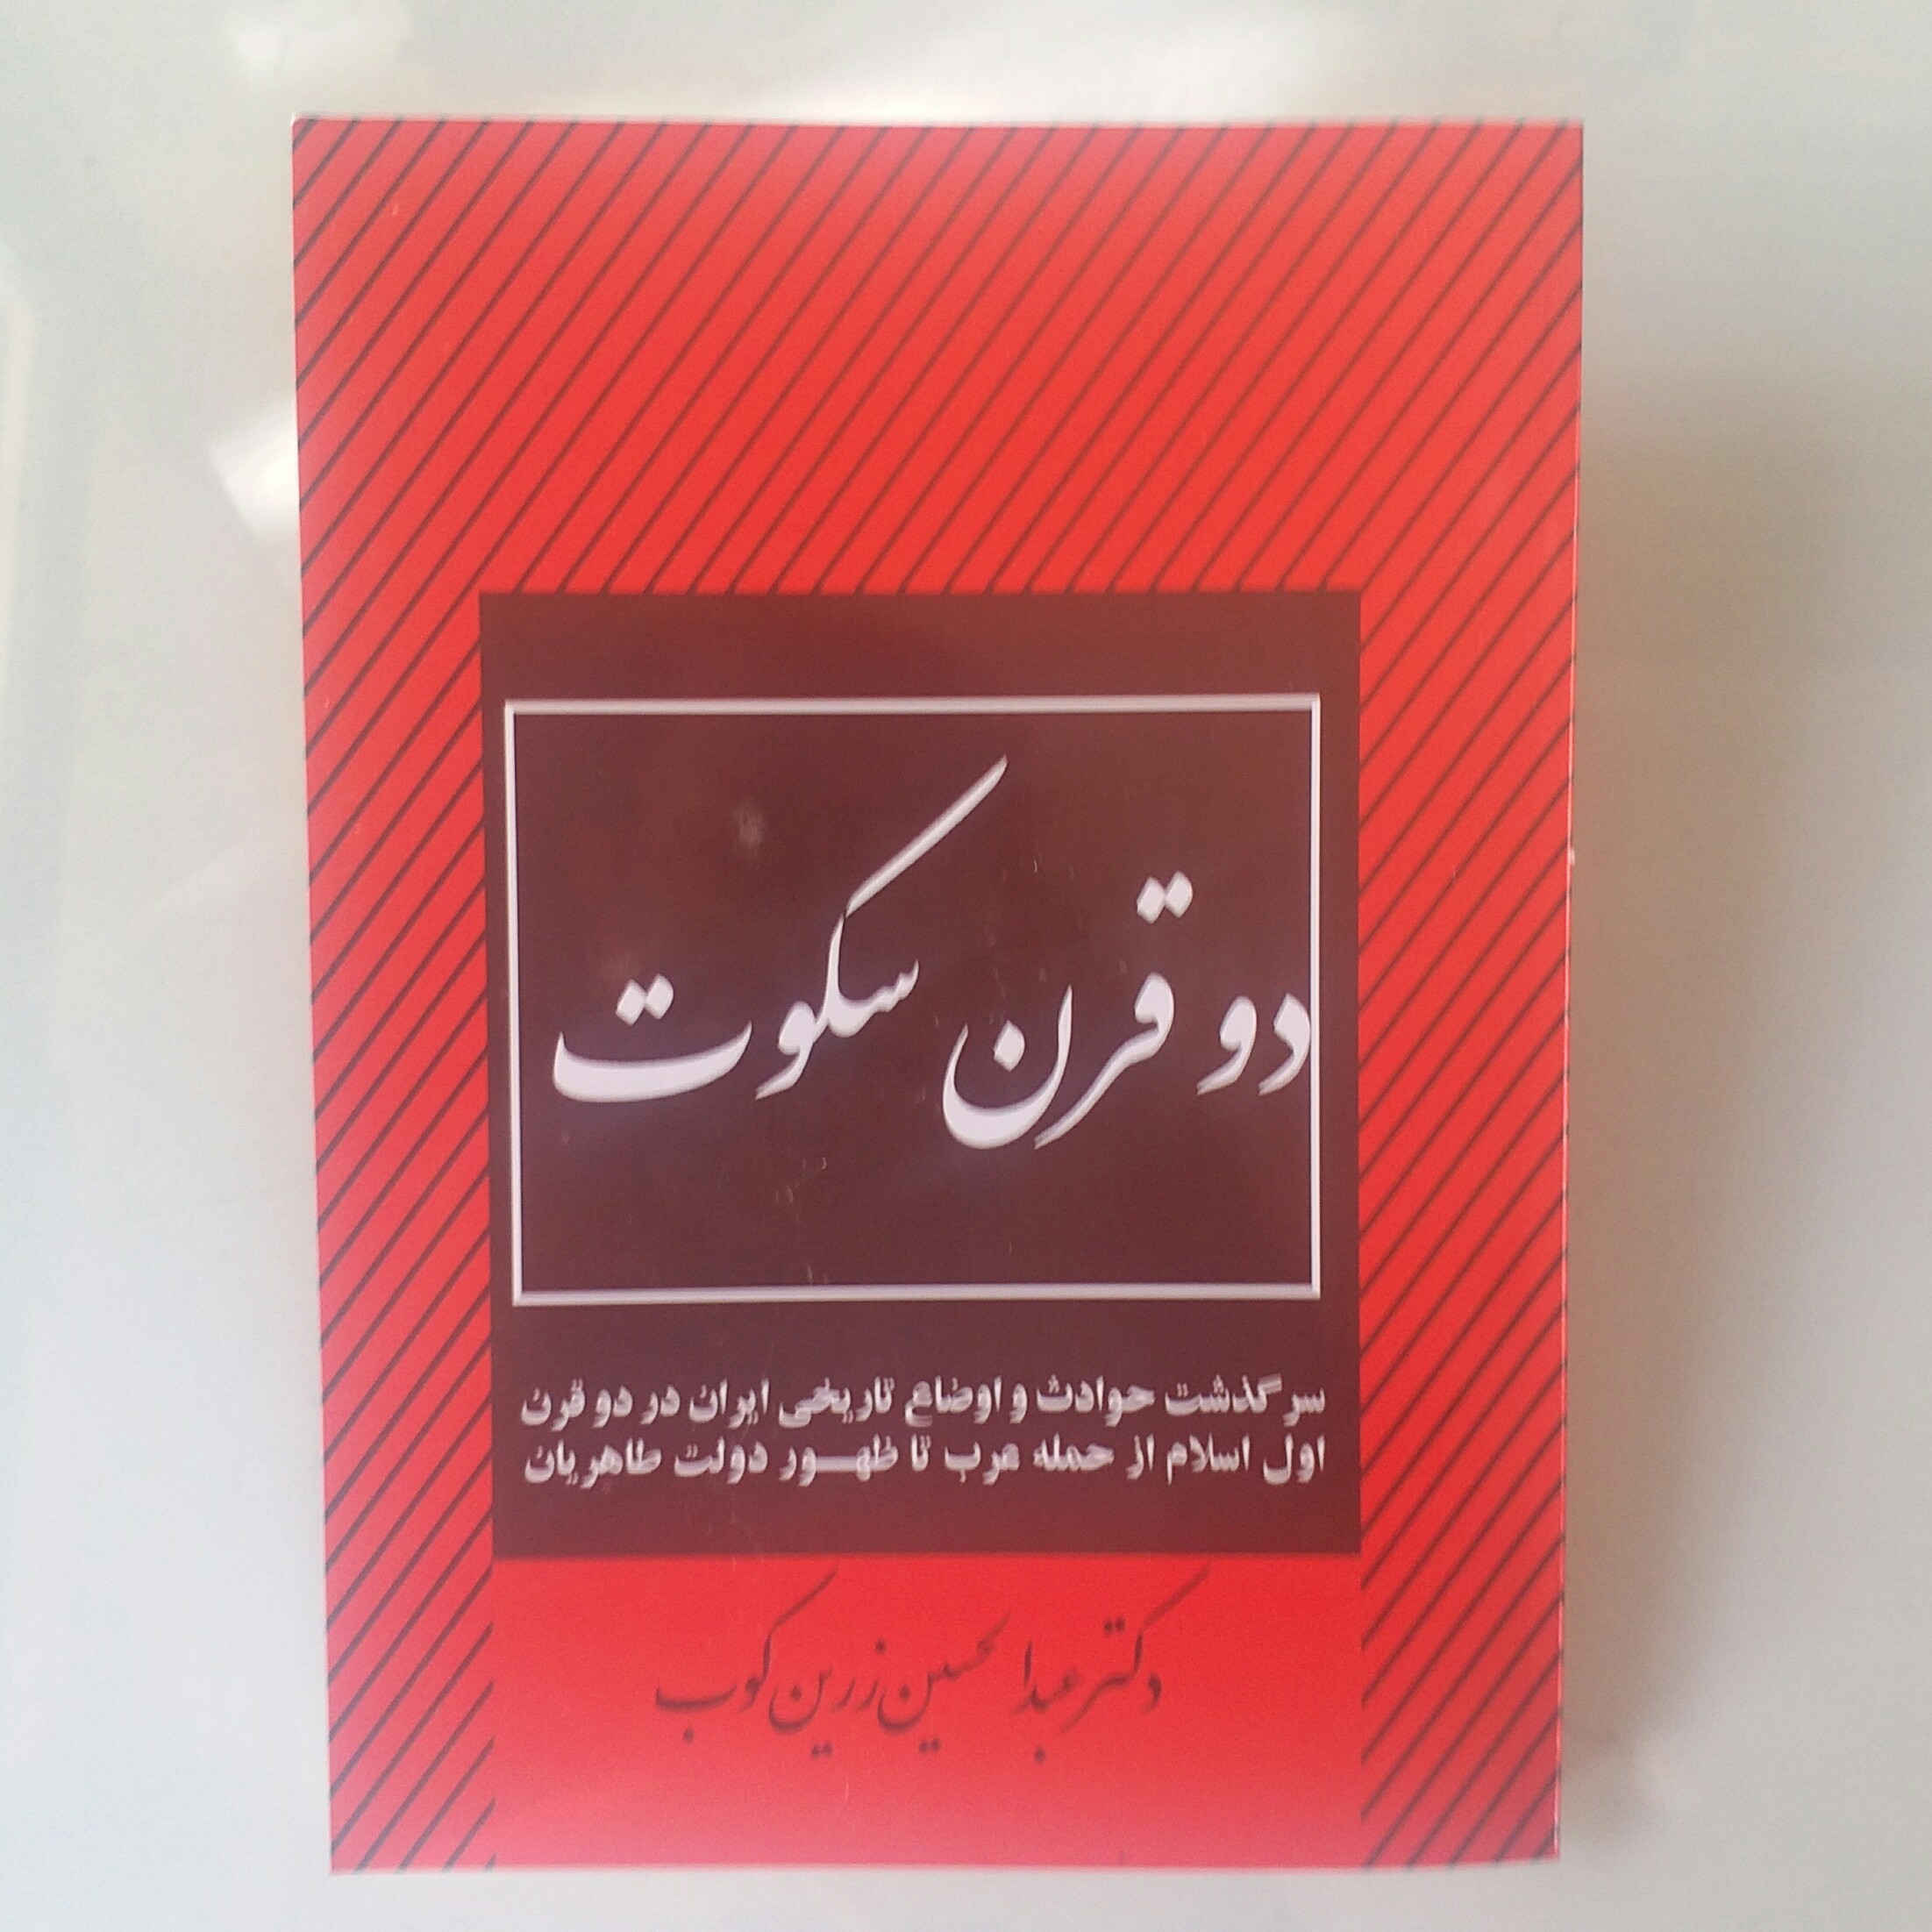 دو قرن سکوت
سرگذشت حوادث و اوضاع تاریخی ایران در دو قرن
اول اسلام از حمله عرب تا ظهـور دولت طاهریان
دکتر عبدالحسین زرین کوب